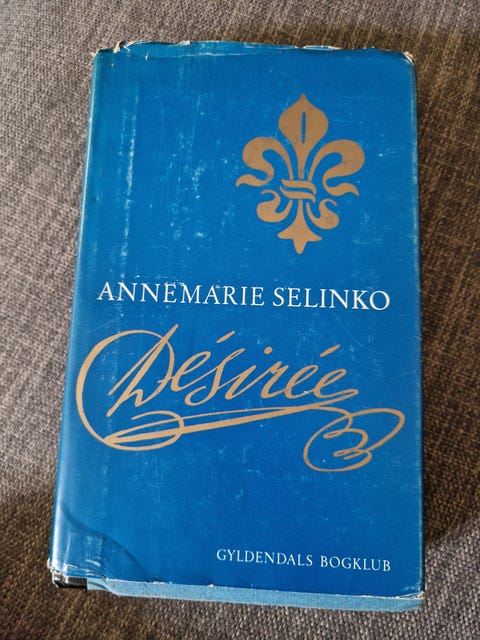 ANNEMARIE SELINKO
Désirée
GYLDENDALS BOGKLUB